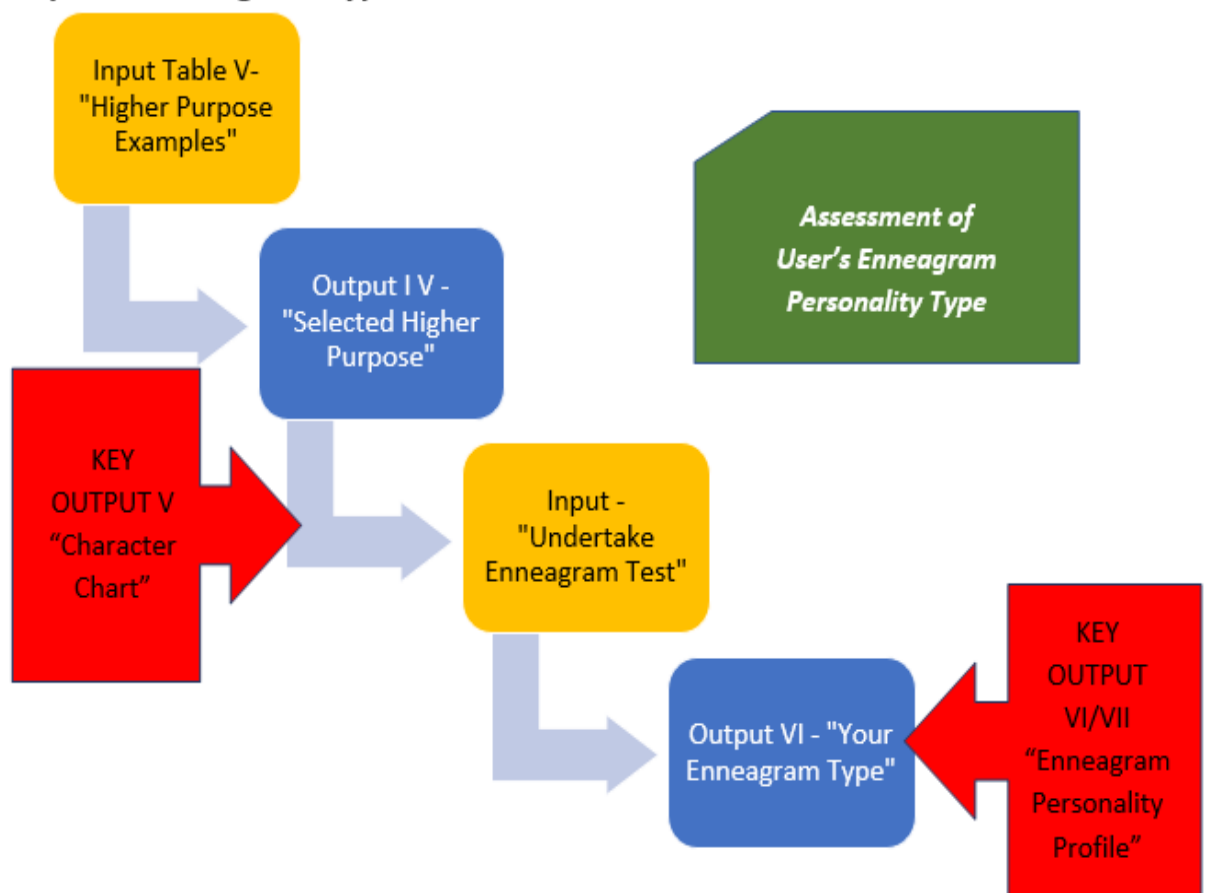 Input Table V-
"Higher Purpose
Examples"
Assessment of
User’s Enneagram
Personality Type
Output I V -
"Selected Higher
Purpose"
KEY
OUTPUT V
“Character
Chart”
Input -
"Undertake
Enneagram Test"
KEY
OUTPUT
VI/VII
“Enneagram
Personality
Profile”
Output VI - "Your
Enneagram Type"